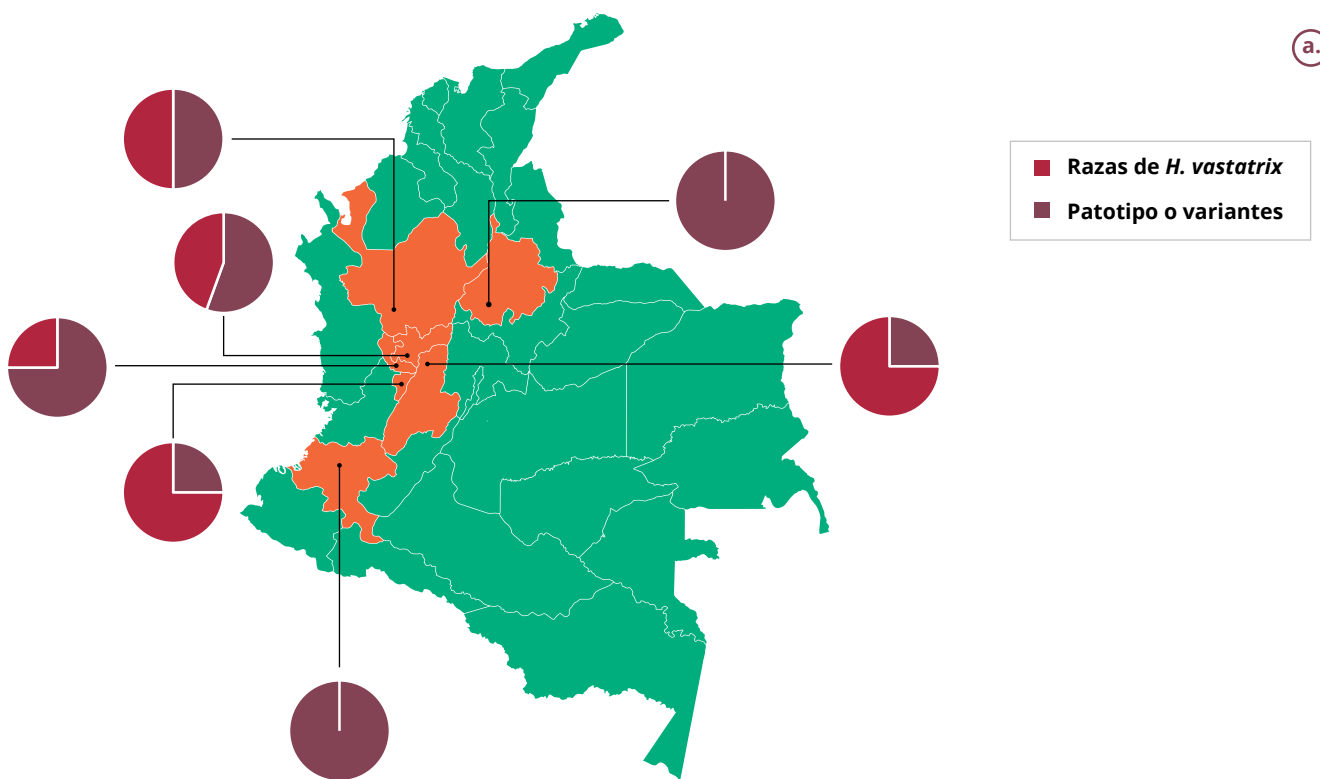 a.
Razas de H. vastatrix
Patotipo o variantes